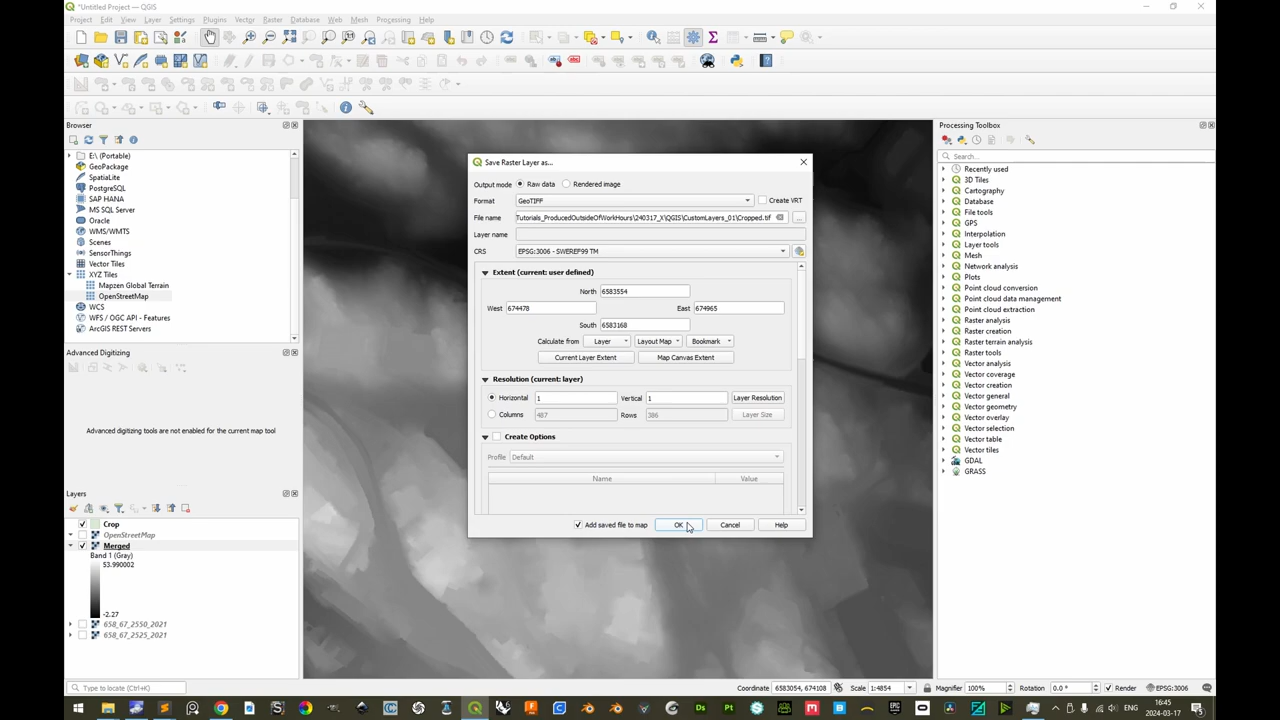 *Untitled Project — QGIS
Project Edit View Layer Settings Plugins Vector Raster Database Web Mesh Processing Help
Browser
E:\ (Portable)
GeoPackage
SpatiaLite
PostgreSQL
SAP HANA
MS SQL Server
Oracle
WMS/WMTS
Scenes
SensorThings
Vector Tiles
XYZ Tiles
Mapzen Global Terrain
OpenStreetMap
WCS
WFS / OGC API - Features
ArcGIS REST Servers
Advanced Digitizing
Advanced digitizing tools are not enabled for the current map tool
Layers
Crop
OpenStreetMap
Merged
Band 1 (Gray)
53.990002
-2.27
658_67_2550_2021
658_67_2525_2021
Type to locate (Ctrl+K)
Save Raster Layer as...
Output mode Raw data Rendered image
Format GeoTIFF Create VRT
File name Tutorials_ProducedOutsideOfWorkHours\240317_X\QGIS\CustomLayers_01\Cropped.tif ...
Layer name
CRS EPSG:3006 - SWEREF99 TM
Extent (current: user defined)
North 6583554
West 674478 East 674965
South 6583168
Calculate from Layer Layout Map Bookmark
Current Layer Extent Map Canvas Extent
Resolution (current: layer)
Horizontal 1 Vertical 1 Layer Resolution
Columns 487 Rows 386 Layer Size
Create Options
Profile Default
Name Value
Add saved file to map OK Cancel Help
Processing Toolbox
Search...
Recently used
3D Tiles
Cartography
Database
File tools
GPS
Interpolation
Layer tools
Mesh
Network analysis
Plots
Point cloud conversion
Point cloud data management
Point cloud extraction
Raster analysis
Raster creation
Raster terrain analysis
Raster tools
Vector analysis
Vector coverage
Vector creation
Vector general
Vector geometry
Vector overlay
Vector selection
Vector table
Vector tiles
GDAL
GRASS
Coordinate 6583054, 674108 Scale 1:4854 Magnifier 100% Rotation 0.0 ° Render EPSG:3006
Ds Pt
16:45
2024-03-17